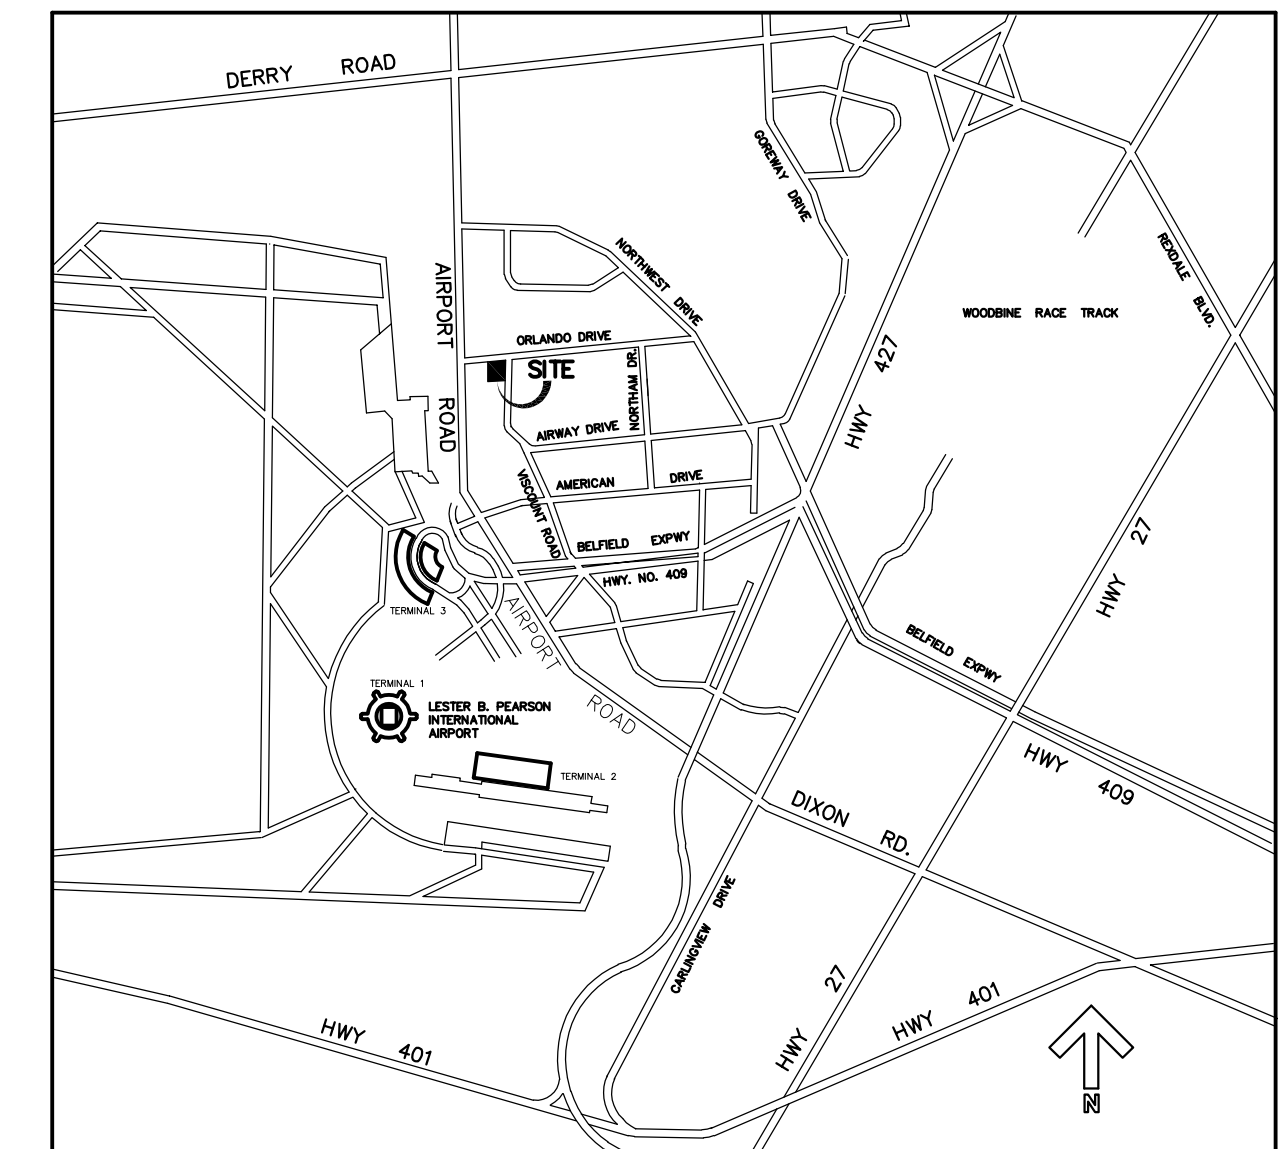 DERRY ROAD
GOREWAY DRIVE
REXDALE BLVD.
NORTHWEST DRIVE
AIRPORT ROAD
WOODBINE RACE TRACK
ORLANDO DRIVE
HWY 427
SITE
NORTHAM DR.
AIRWAY DRIVE
VISCOUNT ROAD
AMERICAN DRIVE
BELFIELD EXPWY
HWY. NO. 409
HWY 27
TERMINAL 3
AIRPORT ROAD
BELFIELD EXPWY
TERMINAL 1
LESTER B. PEARSON
INTERNATIONAL
AIRPORT
TERMINAL 2
HWY 409
DIXON RD.
CARLINGVIEW DRIVE
HWY 27
HWY 401
HWY 401
N